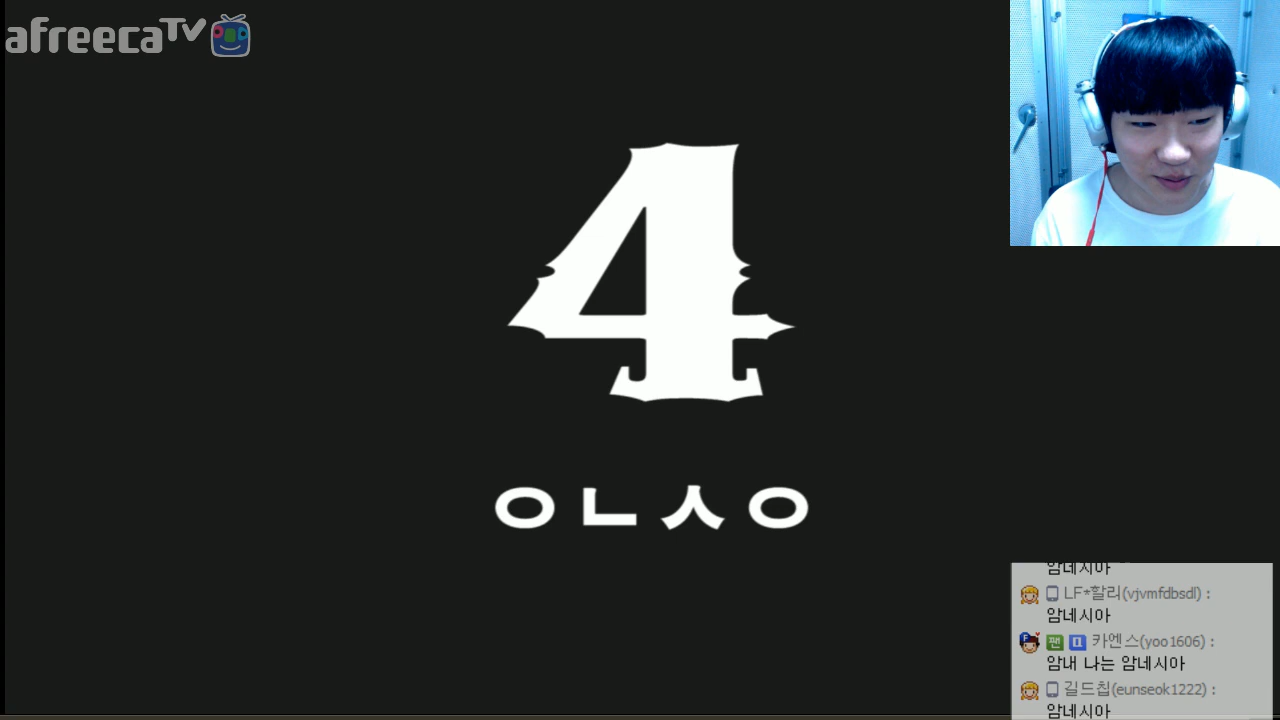 afreecaTV
4
ㅇㄴㅅㅇ
암네시아
LF*할리(vjvmfdbsdl) :
암네시아
팬 카엔스(yoo1606) :
암내 나는 암네시아
길드칩(eunseok1222) :
암네시아